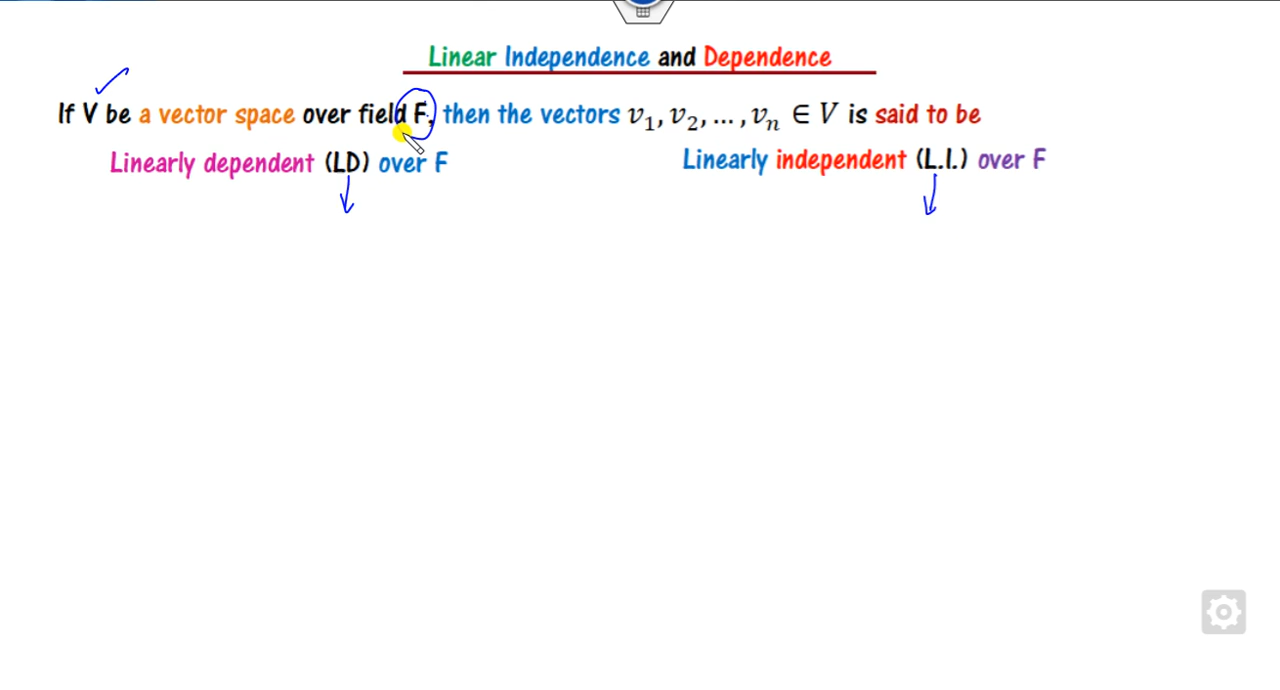 Linear Independence and Dependence
If V be a vector space over field F, then the vectors v₁, v₂, … , vₙ ∈ V is said to be
Linearly dependent (LD) over F
Linearly independent (L.I.) over F